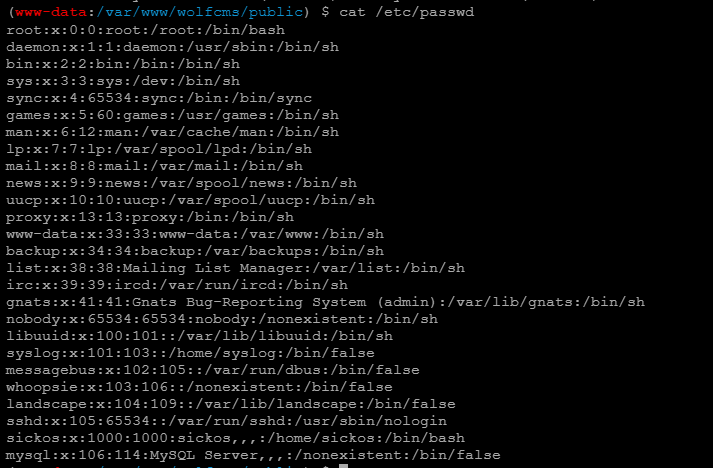 (www-data:/var/www/wolfcms/public) $ cat /etc/passwd
root:x:0:0:root:/root:/bin/bash
daemon:x:1:1:daemon:/usr/sbin:/bin/sh
bin:x:2:2:bin:/bin:/bin/sh
sys:x:3:3:sys:/dev:/bin/sh
sync:x:4:65534:sync:/bin:/bin/sync
games:x:5:60:games:/usr/games:/bin/sh
man:x:6:12:man:/var/cache/man:/bin/sh
lp:x:7:7:lp:/var/spool/lpd:/bin/sh
mail:x:8:8:mail:/var/mail:/bin/sh
news:x:9:9:news:/var/spool/news:/bin/sh
uucp:x:10:10:uucp:/var/spool/uucp:/bin/sh
proxy:x:13:13:proxy:/bin:/bin/sh
www-data:x:33:33:www-data:/var/www:/bin/sh
backup:x:34:34:backup:/var/backups:/bin/sh
list:x:38:38:Mailing List Manager:/var/list:/bin/sh
irc:x:39:39:ircd:/var/run/ircd:/bin/sh
gnats:x:41:41:Gnats Bug-Reporting System (admin):/var/lib/gnats:/bin/sh
nobody:x:65534:65534:nobody:/nonexistent:/bin/sh
libuuid:x:100:101::/var/lib/libuuid:/bin/sh
syslog:x:101:103::/home/syslog:/bin/false
messagebus:x:102:105::/var/run/dbus:/bin/false
whoopsie:x:103:106::/nonexistent:/bin/false
landscape:x:104:109::/var/lib/landscape:/bin/false
sshd:x:105:65534::/var/run/sshd:/usr/sbin/nologin
sickos:x:1000:1000:sickos,,,:/home/sickos:/bin/bash
mysql:x:106:114:MySQL Server,,,:/nonexistent:/bin/false